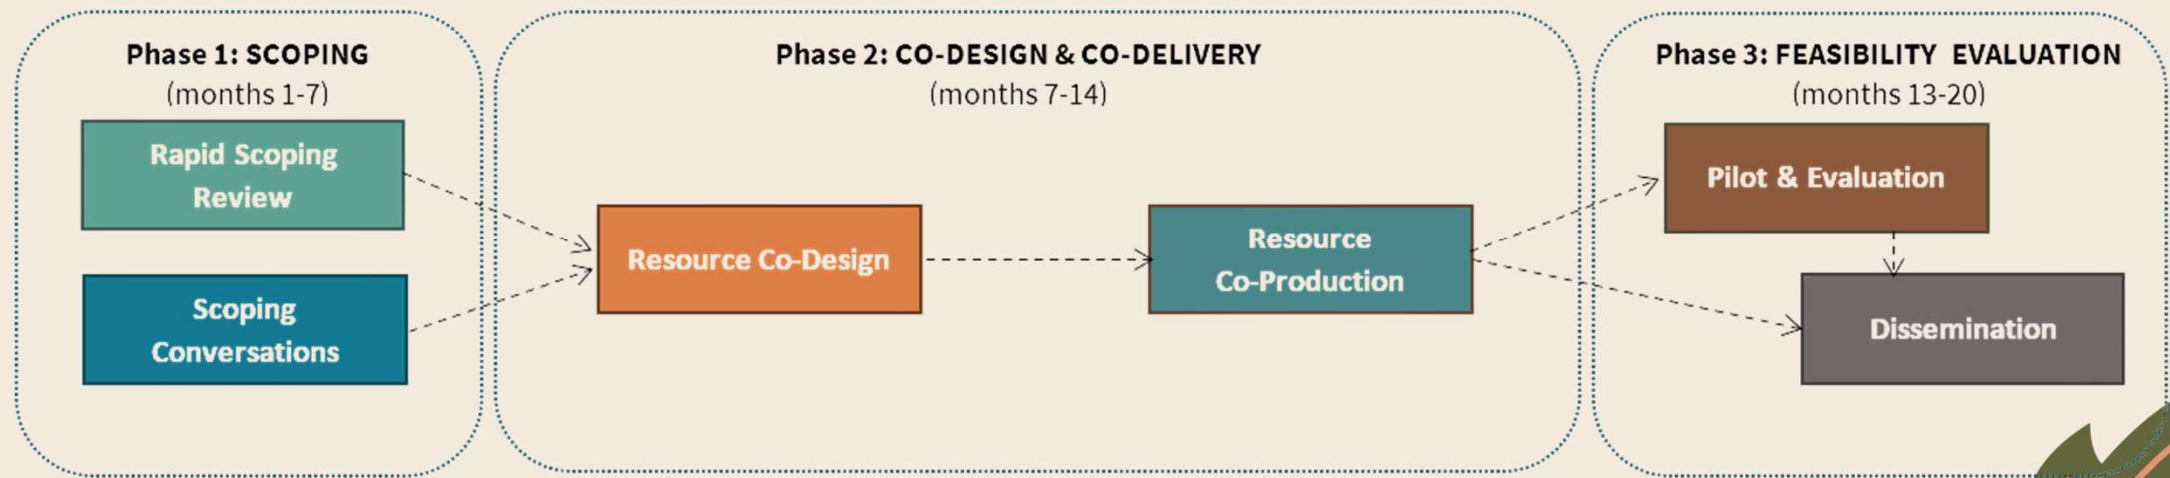 Phase 1: SCOPING
(months 1-7)
Rapid Scoping
Review
Scoping
Conversations
Phase 2: CO-DESIGN & CO-DELIVERY
(months 7-14)
Resource Co-Design
Resource
Co-Production
Phase 3: FEASIBILITY EVALUATION
(months 13-20)
Pilot & Evaluation
Dissemination